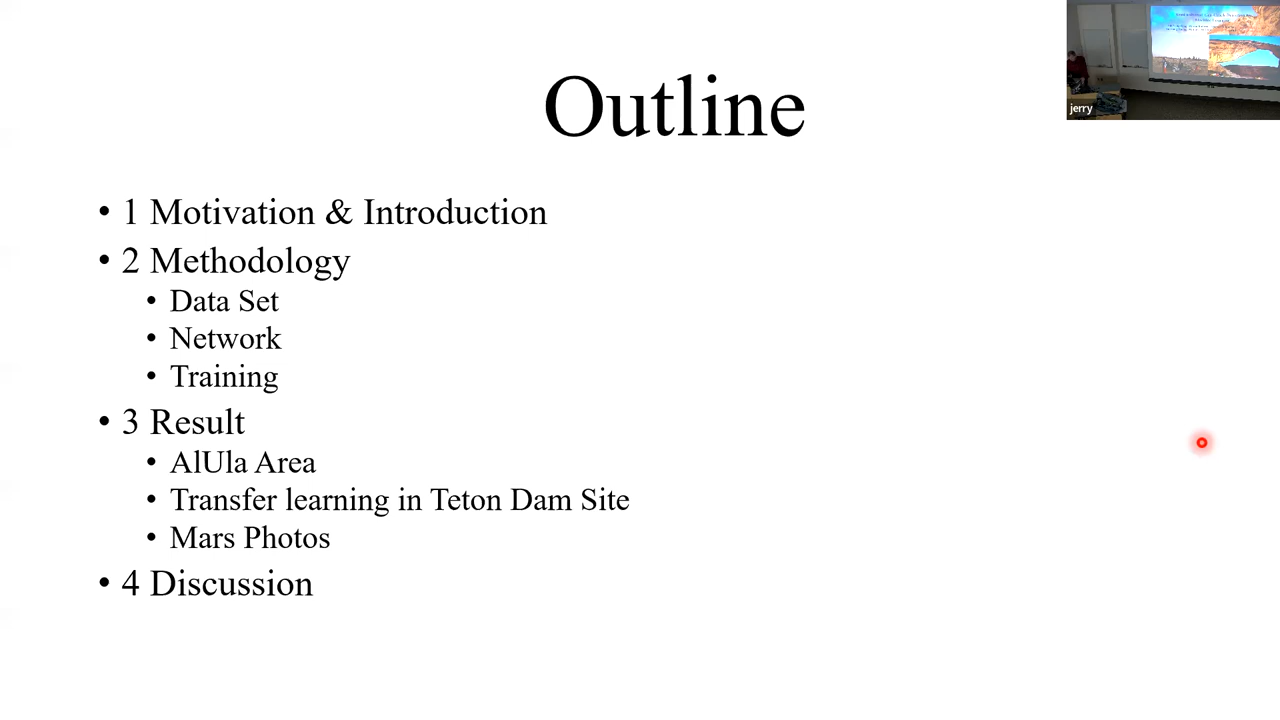 Outline
• 1 Motivation & Introduction
• 2 Methodology
• Data Set
• Network
• Training
• 3 Result
• AlUla Area
• Transfer learning in Teton Dam Site
• Mars Photos
• 4 Discussion
jerry